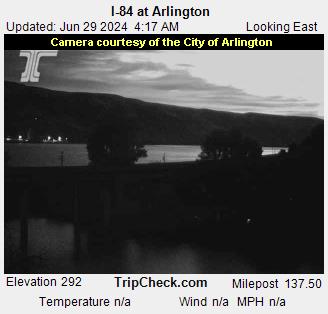 I-84 at Arlington
Updated: Jun 29 2024 4:17 AM Looking East
Camera courtesy of the City of Arlington
Elevation 292 TripCheck.com Milepost 137.50
Temperature n/a Wind n/a MPH n/a